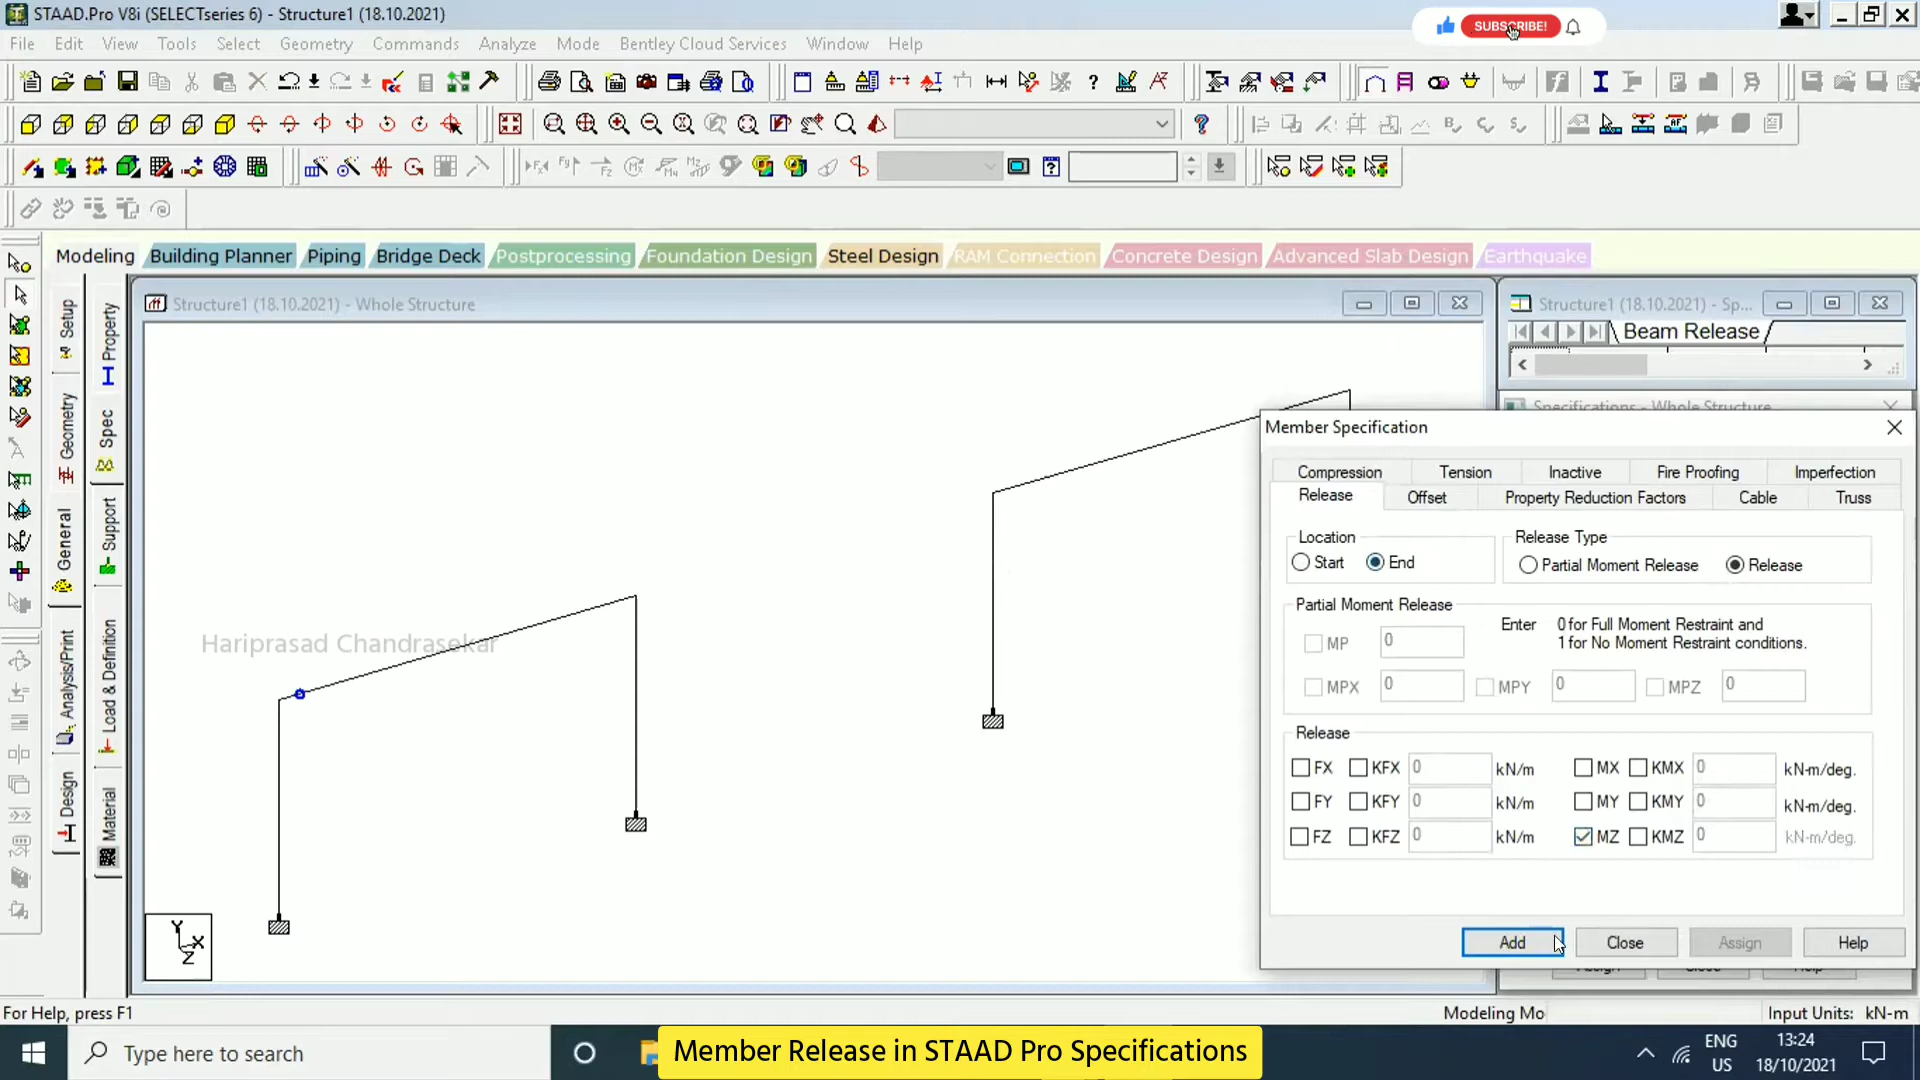 STAAD.Pro V8i (SELECTseries 6) - Structure1 (18.10.2021)
SUBSCRIBE!
File Edit View Tools Select Geometry Commands Analyze Mode Bentley Cloud Services Window Help
Modeling Building Planner Piping Bridge Deck Postprocessing Foundation Design Steel Design RAM Connection Concrete Design Advanced Slab Design Earthquake
Setup
Geometry
General
Analysis/Print
Design
Property
Spec
Support
Load & Definition
Material
Structure1 (18.10.2021) - Whole Structure
Structure1 (18.10.2021) - Sp...
Beam Release
Specifications - Whole Structure
Hariprasad Chandrasekar
Y
X
Z
Member Specification
Compression Tension Inactive Fire Proofing Imperfection
Release Offset Property Reduction Factors Cable Truss
Location
Start End
Release Type
Partial Moment Release Release
Partial Moment Release
MP 0
Enter 0 for Full Moment Restraint and
1 for No Moment Restraint conditions.
MPX 0 MPY 0 MPZ 0
Release
FX KFX 0 kN/m MX KMX 0 kN-m/deg.
FY KFY 0 kN/m MY KMY 0 kN-m/deg.
FZ KFZ 0 kN/m MZ KMZ 0 kN-m/deg.
Add Close Assign Help
Assign Close Help
For Help, press F1
Modeling Mo
Input Units: kN-m
Type here to search
Member Release in STAAD Pro Specifications
ENG
US
13:24
18/10/2021